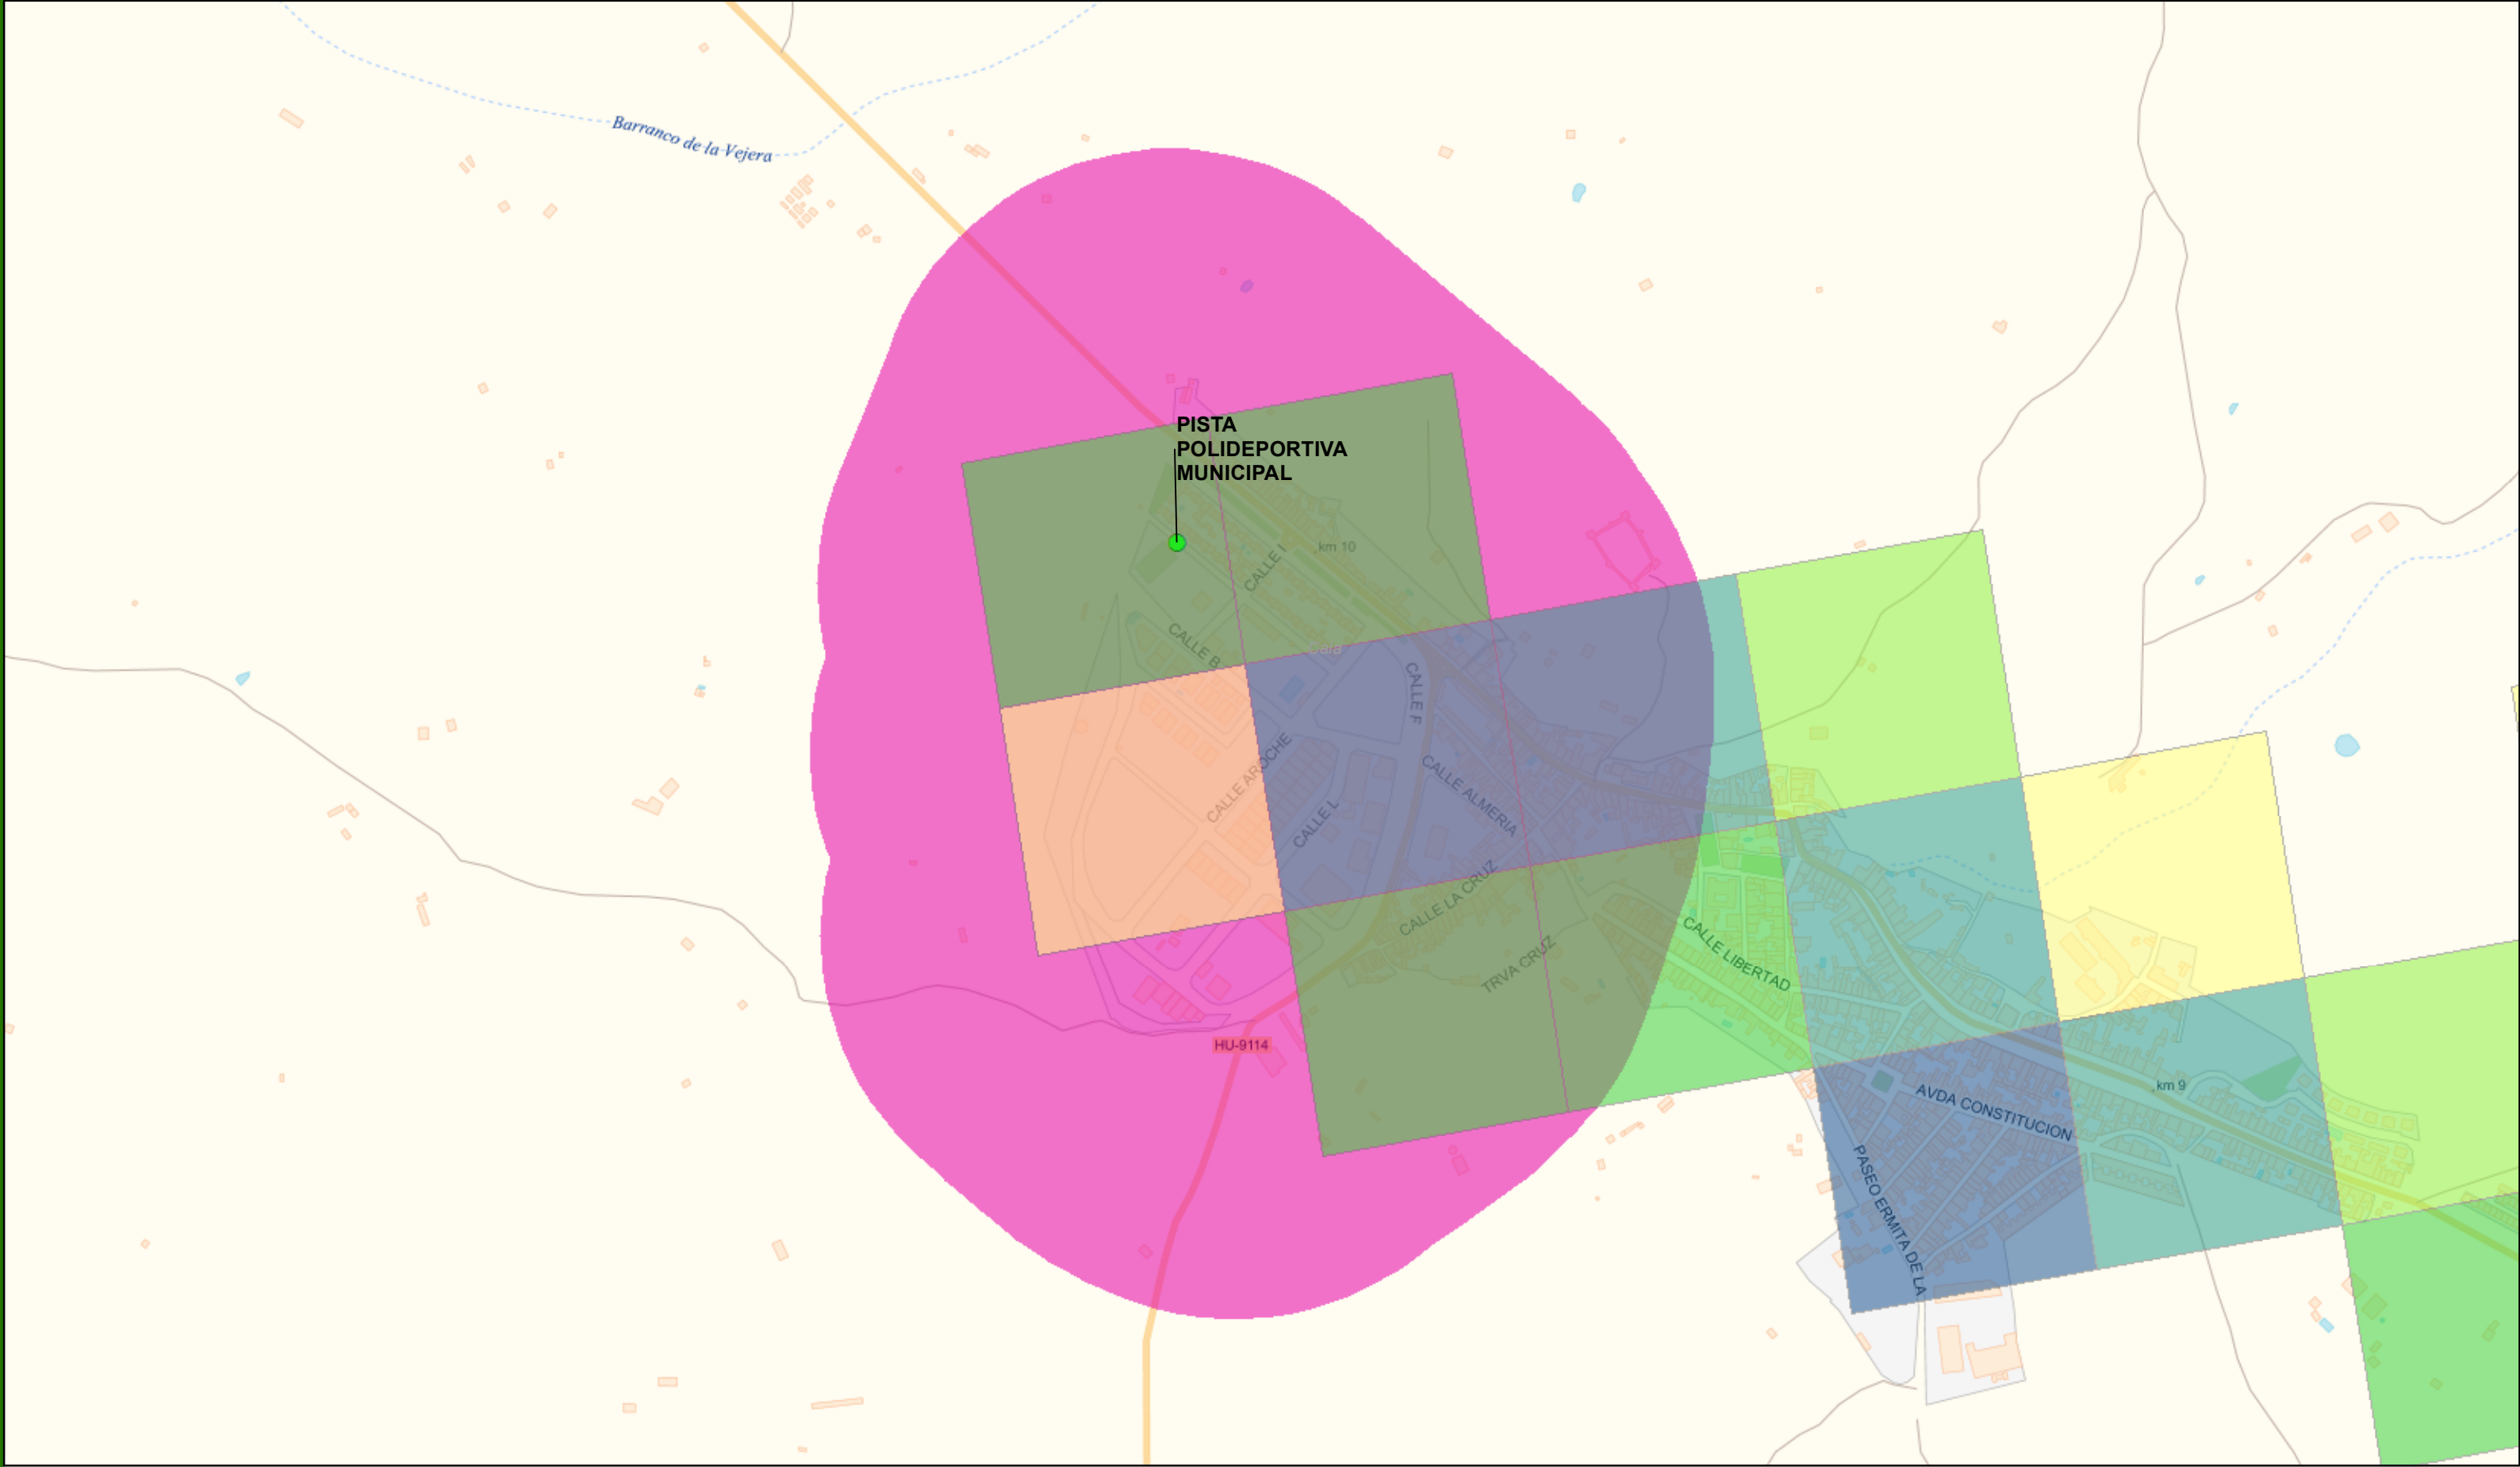 Barranco de la Vejera
PISTA
POLIDEPORTIVA
MUNICIPAL
km 10
CALLE I
CALLE B
CALLE F
CALLE AROCHE
CALLE L
CALLE ALMERIA
CALLE LA CRUZ
TRVA CRUZ
CALLE LIBERTAD
HU-9114
km 9
AVDA CONSTITUCION
PASEO ERMITA DE LA